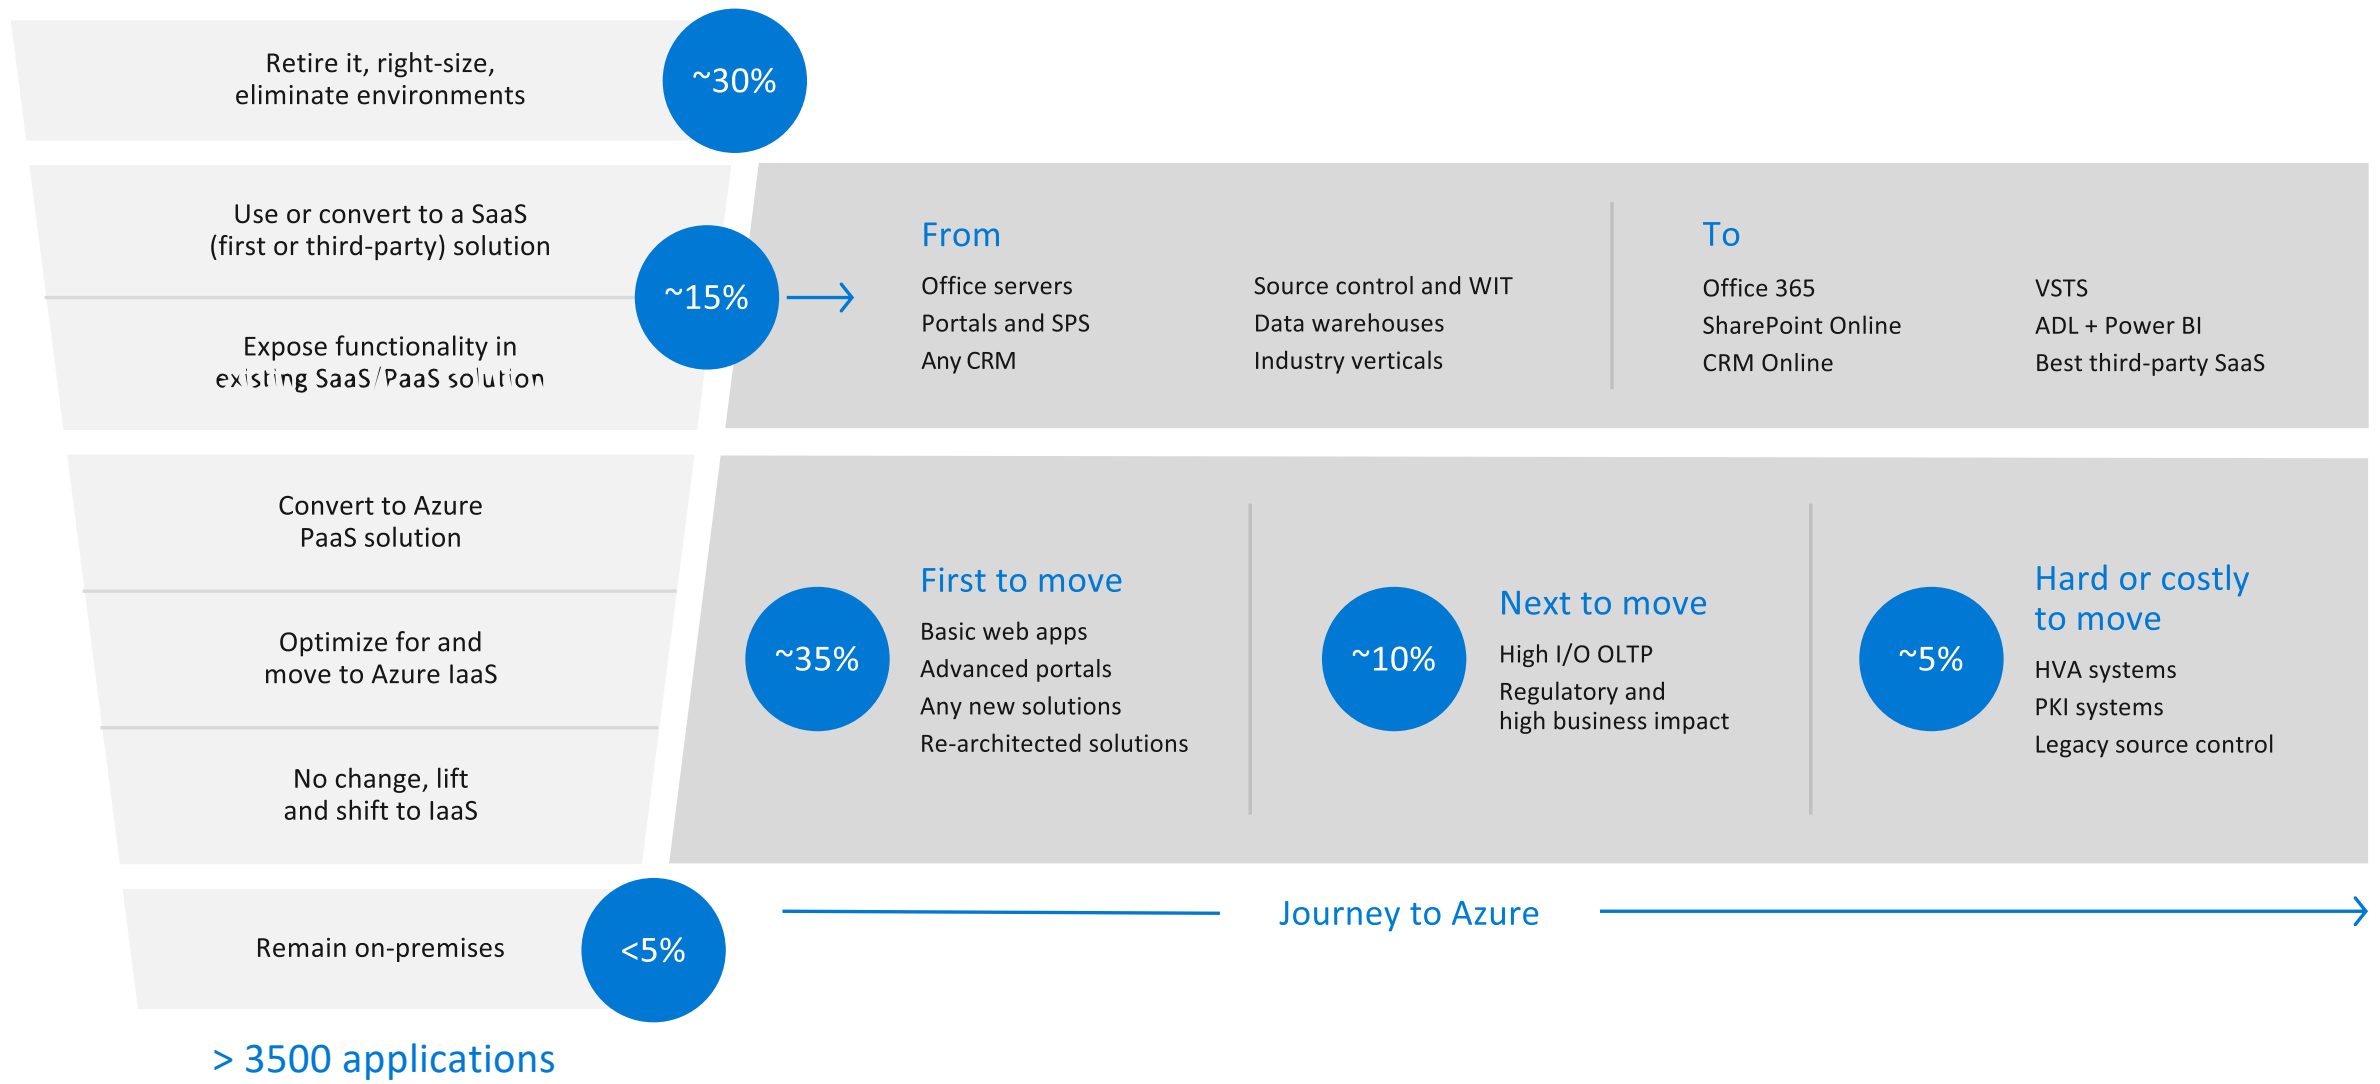 Retire it, right-size,
eliminate environments
~30%
Use or convert to a SaaS
(first or third-party) solution
Expose functionality in
existing SaaS/PaaS solution
~15%
From
Office servers
Portals and SPS
Any CRM
Source control and WIT
Data warehouses
Industry verticals
To
Office 365
SharePoint Online
CRM Online
VSTS
ADL + Power BI
Best third-party SaaS
Convert to Azure
PaaS solution
Optimize for and
move to Azure IaaS
No change, lift
and shift to IaaS
~35%
First to move
Basic web apps
Advanced portals
Any new solutions
Re-architected solutions
~10%
Next to move
High I/O OLTP
Regulatory and
high business impact
~5%
Hard or costly
to move
HVA systems
PKI systems
Legacy source control
Remain on-premises
<5%
Journey to Azure
> 3500 applications